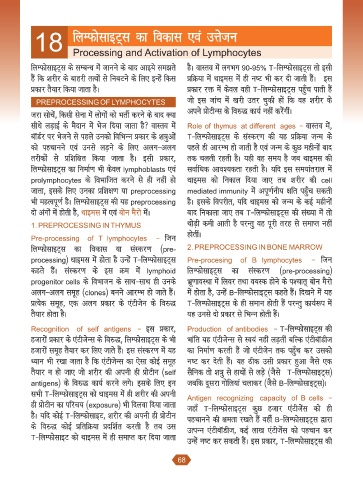 18
लिम्फोसाइट्स का विकास एवं उत्तेजन
Processing and Activation of Lymphocytes
लिम्फोसाइट्स के सम्बन्ध में जानने के बाद आइये समझते
हैं कि शरीर के बाहरी तत्वों से निबटने के लिए इन्हें किस
प्रकार तैयार किया जाता है।
PREPROCESSING OF LYMPHOCYTES
जरा सोचें, किसी सेना में लोगों को भर्ती करने के बाद क्या
सीधे लड़ाई के मैदान में भेज दिया जाता है? वास्तव में
बॉर्डर पर भेजने से पहले उनको विभिन्न प्रकार के शत्रुओं
को पहचानने एवं उनसे लड़ने के लिए अलग-अलग
तरीकों से प्रशिक्षित किया जाता है। इसी प्रकार,
लिम्फोसाइट्स का निर्माण भी केवल lymphoblasts एवं
prolymphocytes के विभाजित करने से ही नहीं हो
जाता, इसके लिए उनका प्रशिक्षण या preprocessing
भी महत्वपूर्ण है। लिम्फोसाइट्स की यह preprocessing
दो अंगों में होती है, थाइमस में एवं बोन मैरो में।
1. PREPROCESSING IN THYMUS
Pre-processing of T lymphocytes – जिन
लिम्फोसाइट्स का विकास या संस्करण (pre-
processing) थाइमस में होता है उन्हें T-लिम्फोसाइट्स
कहते हैं। संस्करण के इस क्रम में lymphoid
progenitor cells के विभाजन के साथ-साथ ही उनके
अलग-अलग समूह (clones) बनने आरम्भ हो जाते हैं।
प्रत्येक समूह, एक अलग प्रकार के एंटीजेन के विरुद्ध
तैयार होता है।
Recognition of self antigens – इस प्रकार,
हजारों प्रकार के एंटीजेन्स के विरुद्ध, लिम्फोसाइट्स के भी
हजारों समूह तैयार कर लिए जाते हैं। इस संस्करण में यह
ध्यान भी रखा जाता है कि एंटीजेन्स का ऐसा कोई समूह
तैयार न हो जाए जो शरीर की अपनी ही प्रोटीन (self
antigens) के विरुद्ध कार्य करने लगे। इसके लिए इन
सभी T-लिम्फोसाइट्स को थाइमस में ही शरीर की अपनी
ही प्रोटीन का परिचय (exposure) भी दिलवा दिया जाता
है। यदि कोई T-लिम्फोसाइट, शरीर की अपनी ही प्रोटीन
के विरुद्ध कोई प्रतिक्रिया प्रदर्शित करती है तब उस
T-लिम्फोसाइट को थाइमस में ही समाप्त कर दिया जाता
है। वास्तव में लगभग 90-95% T-लिम्फोसाइट्स तो इसी
प्रक्रिया में थाइमस में ही नष्ट भी कर दी जाती हैं। इस
प्रकार रक्त में केवल वही T-लिम्फोसाइट्स पहुँच पाती हैं
जो इस जांच में खरी उतर चुकी हों कि वह शरीर के
अपने प्रोटीन्स के विरुद्ध कार्य नहीं करेंगीं।
Role of thymus at different ages – वास्तव में,
T-लिम्फोसाइट्स के संस्करण की यह प्रक्रिया जन्म के
पहले ही आरम्भ हो जाती है एवं जन्म के कुछ महीनों बाद
तक चलती रहती है। यही वह समय है जब थाइमस की
सर्वाधिक आवश्यकता रहती है। यदि इस समयांतराल में
थाइमस को निकाल दिया जाए तब शरीर की cell
mediated immunity में अपूर्णनीय क्षति पहुँच सकती
है। इसके विपरीत, यदि थाइमस को जन्म के कई महीनों
बाद निकाला जाए तब T-लिम्फोसाइट्स की संख्या में तो
थोड़ी कमी आती है परन्तु वह पूरी तरह से समाप्त नहीं
होतीं।
2. PREPROCESSING IN BONE MARROW
Pre-procesing of B lymphocytes – जिन
लिम्फोसाइट्स का संस्करण (pre-processing)
भ्रूणावस्था में लिवर तथा वयस्क होने के पश्चात् बोन मैरो
में होता है, उन्हें B-लिम्फोसाइट्स कहते हैं। दिखने में यह
T-लिम्फोसाइट्स के ही समान होती हैं परन्तु कार्यरूप में
यह उनसे दो प्रकार से भिन्न होती हैं।
Production of antibodies – T-लिम्फोसाइट्स की
भांति यह एंटीजेन्स से स्वयं नहीं लड़तीं बल्कि एंटीबॉडीज
का निर्माण करती हैं जो एंटीजेन तक पहुँच कर उसको
नष्ट कर देती हैं। यह ठीक उसी प्रकार हुआ जैसे एक
सैनिक तो शत्रु से हाथों से लड़े (जैसे T-लिम्फोसाइट्स)
जबकि दूसरा गोलियां चलाकर (जैसे B-लिम्फोसाइट्स)।
Antigen recognizing capacity of B cells –
जहाँ T-लिम्फोसाइट्स कुछ हजार एंटीजेंस को ही
पहचानने की क्षमता रखते हैं वहीं B-लिम्फोसाइट्स द्वारा
उत्पन्न एंटीबॉडीज, कई लाख एंटीजेंस को पहचान कर
उन्हें नष्ट कर सकती हैं। इस प्रकार, T-लिम्फोसाइट्स की
68